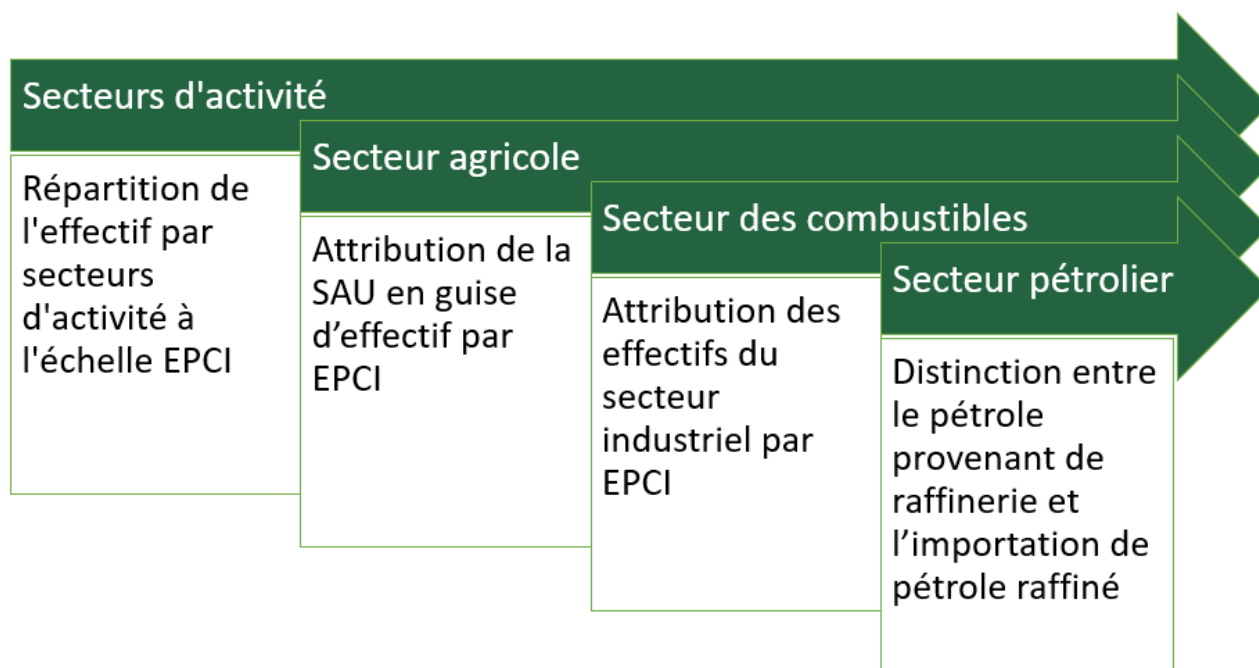 Secteurs d'activité
Répartition de
l'effectif par
secteurs
d'activité à
l'échelle EPCI
Secteur agricole
Attribution de la
SAU en guise
d’effectif par
EPCI
Secteur des combustibles
Attribution des
effectifs du
secteur
industriel par
EPCI
Secteur pétrolier
Distinction entre
le pétrole
provenant de
raffinerie et
l’importation de
pétrole raffiné